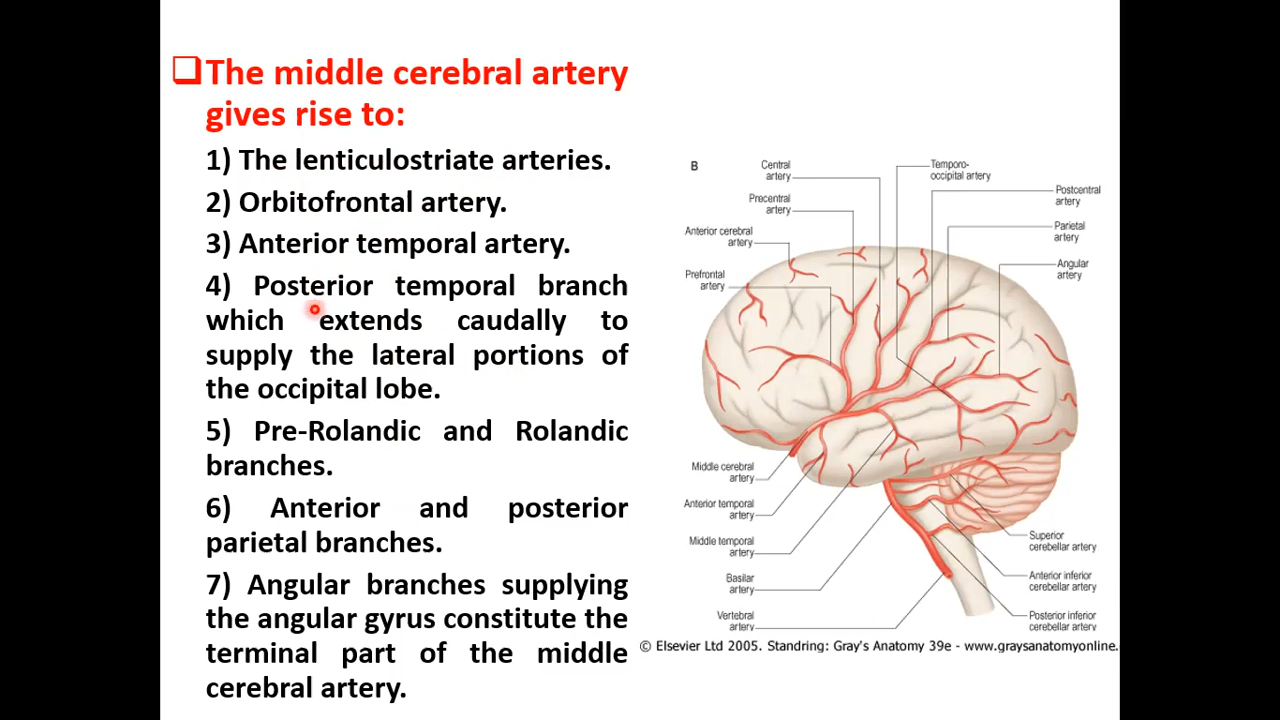 The middle cerebral artery
gives rise to:
1) The lenticulostriate arteries.
2) Orbitofrontal artery.
3) Anterior temporal artery.
4) Posterior temporal branch
which extends caudally to
supply the lateral portions of
the occipital lobe.
5) Pre-Rolandic and Rolandic
branches.
6) Anterior and posterior
parietal branches.
7) Angular branches supplying
the angular gyrus constitute the
terminal part of the middle
cerebral artery.
B
Central
artery
Precentral
artery
Anterior cerebral
artery
Prefrontal
artery
Temporo-
occipital artery
Postcentral
artery
Parietal
artery
Angular
artery
Middle cerebral
artery
Anterior temporal
artery
Middle temporal
artery
Basilar
artery
Vertebral
artery
Superior
cerebellar artery
Anterior inferior
cerebellar artery
Posterior inferior
cerebellar artery
© Elsevier Ltd 2005. Standring: Gray's Anatomy 39e - www.graysanatomyonline.